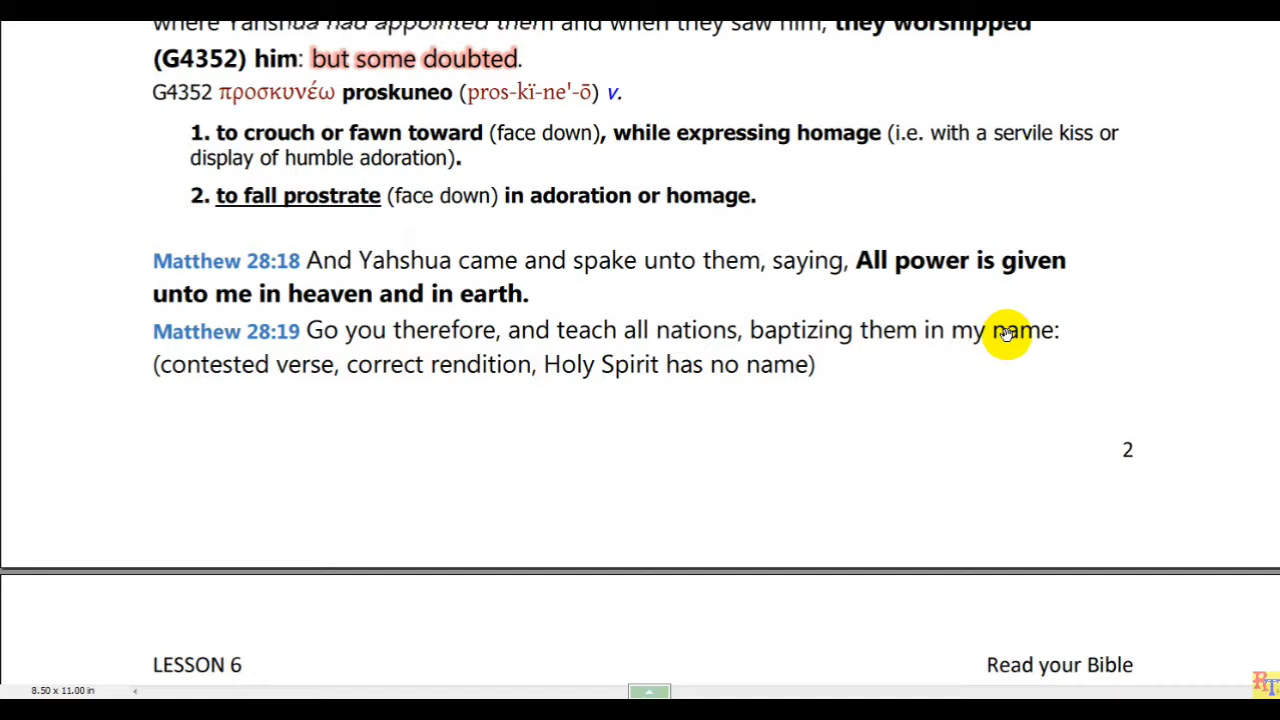 where Yahshua had appointed them and when they saw him, they worshipped
(G4352) him: but some doubted.
G4352 προσκυνέω proskuneo (pros-kï-ne'-ō) v.
1. to crouch or fawn toward (face down), while expressing homage (i.e. with a servile kiss or
display of humble adoration).
2. to fall prostrate (face down) in adoration or homage.
Matthew 28:18 And Yahshua came and spake unto them, saying, All power is given
unto me in heaven and in earth.
Matthew 28:19 Go you therefore, and teach all nations, baptizing them in my name:
(contested verse, correct rendition, Holy Spirit has no name)
2
LESSON 6 Read your Bible
8.50 x 11.00 in